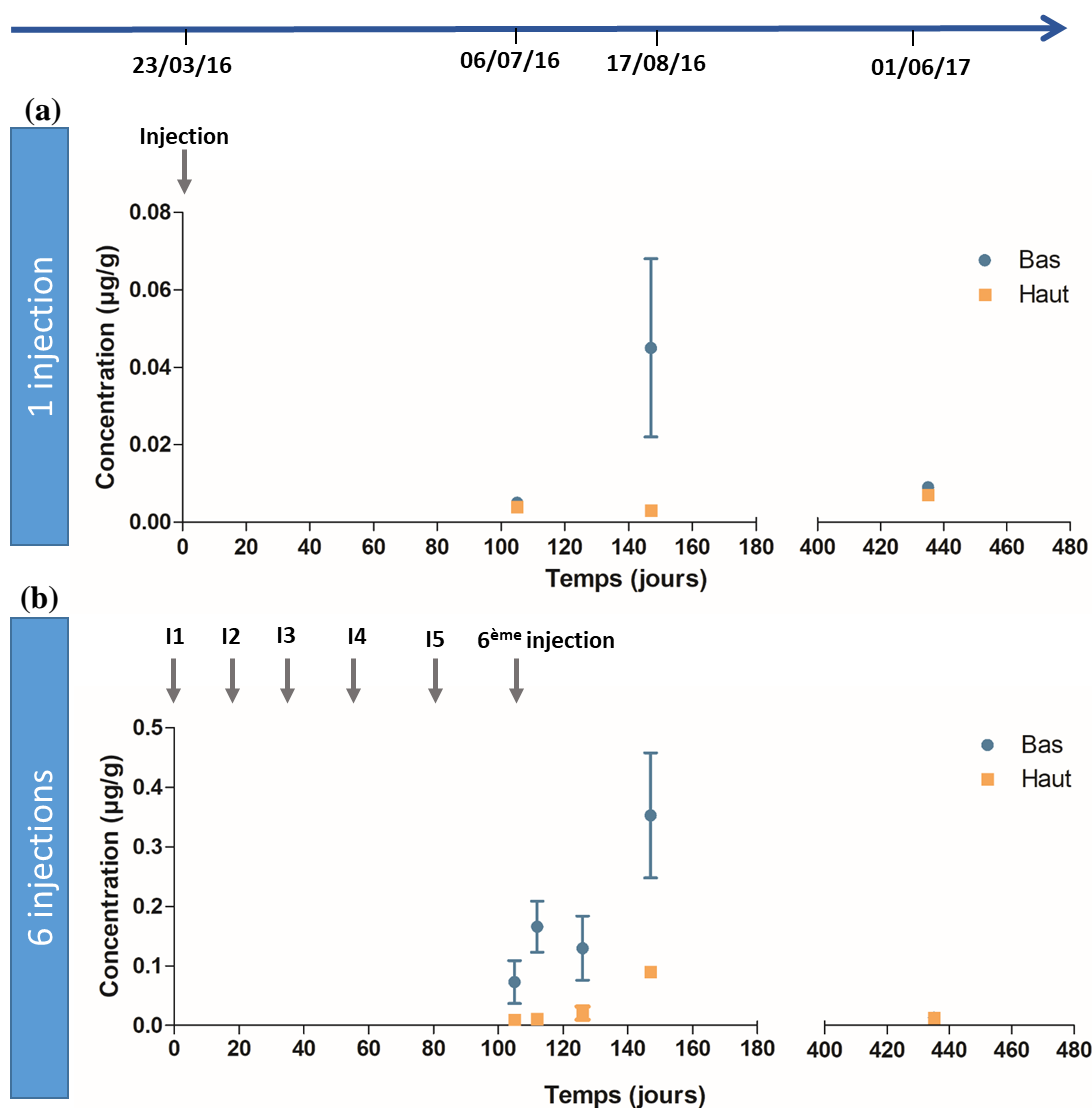 23/03/16 06/07/16 17/08/16 01/06/17
(a)
1 injection
Injection
Concentration (µg/g)
0.08
0.06
0.04
0.02
0.00
Bas
Haut
0 20 40 60 80 100 120 140 160 180 400 420 440 460 480
Temps (jours)
(b)
6 injections
I1 I2 I3 I4 I5 6ème injection
Concentration (µg/g)
0.5
0.4
0.3
0.2
0.1
0.0
Bas
Haut
0 20 40 60 80 100 120 140 160 180 400 420 440 460 480
Temps (jours)